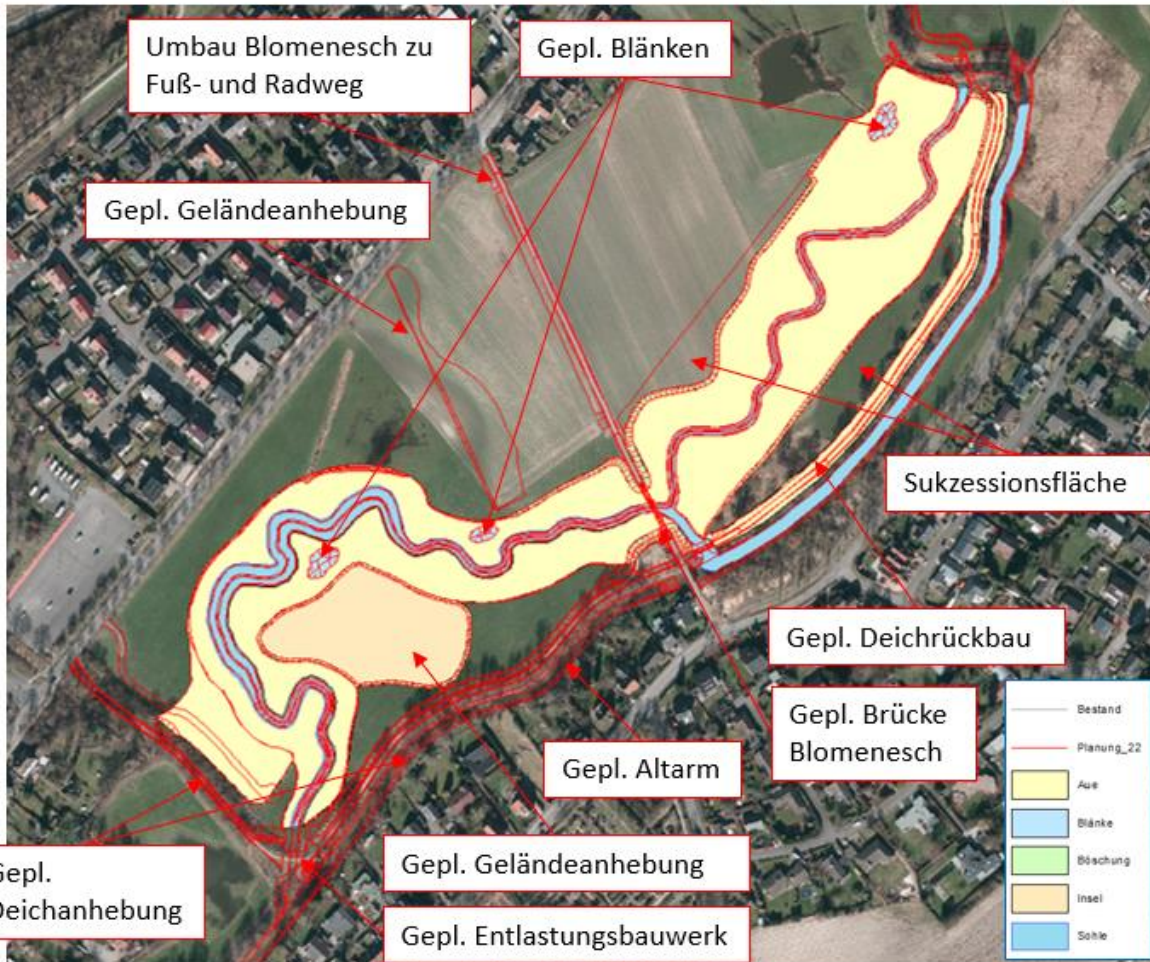 Umbau Blomenesch zu
Fuß- und Radweg
Gepl. Blänken
Gepl. Geländeanhebung
Sukzessionsfläche
Gepl. Deichrückbau
Gepl. Brücke
Blomenesch
Gepl. Altarm
Gepl. Geländeanhebung
Gepl.
Deichanhebung
Gepl. Entlastungsbauwerk
Bestand
Planung_22
Aue
Blänke
Böschung
Insel
Sohle